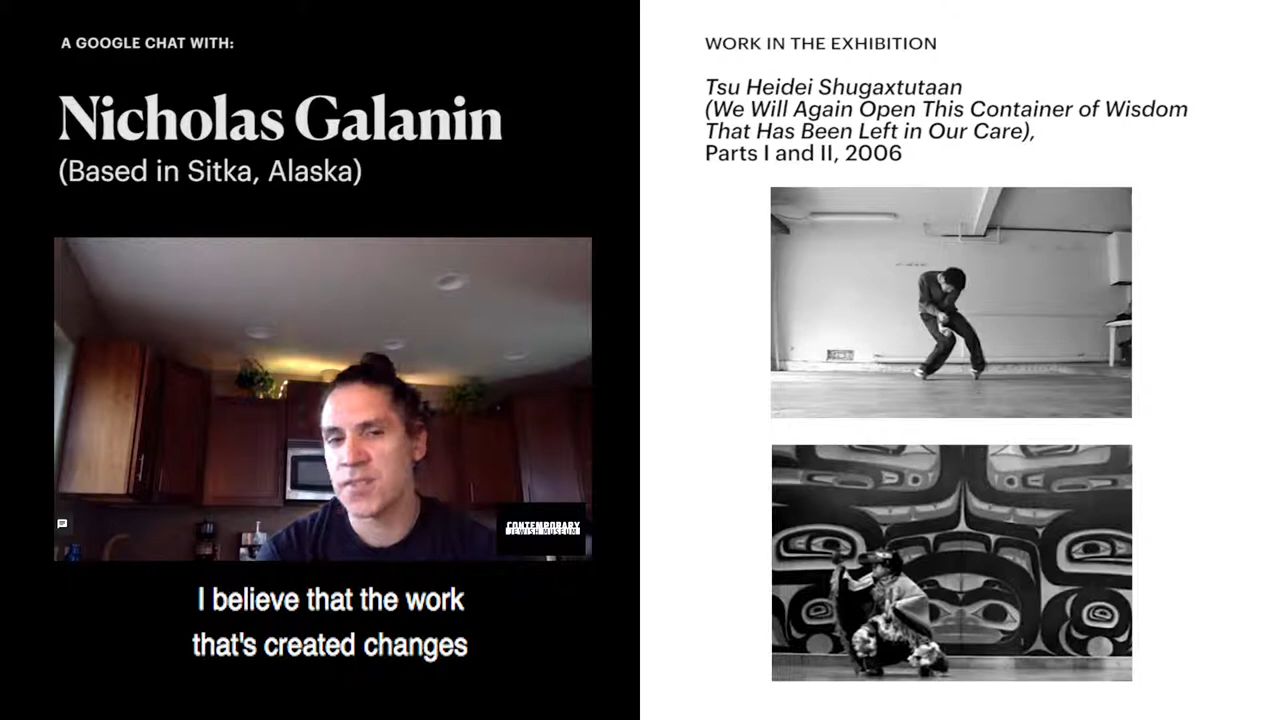 A GOOGLE CHAT WITH:
Nicholas Galanin
(Based in Sitka, Alaska)
CONTEMPORARY
JEWISH MUSEUM
I believe that the work
that's created changes
WORK IN THE EXHIBITION
Tsu Heidei Shugaxtutaan
(We Will Again Open This Container of Wisdom
That Has Been Left in Our Care),
Parts I and II, 2006